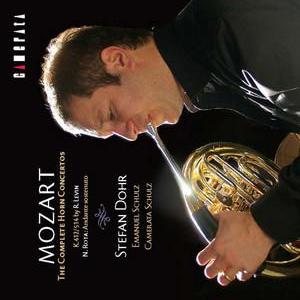 CAMERATA
MOZART
THE COMPLETE HORN CONCERTOS
K.412/514 by R. LEVIN
N. ROTA: Andante sostenuto
STEFAN DOHR
EMANUEL SCHULZ
CAMERATA SCHULZ